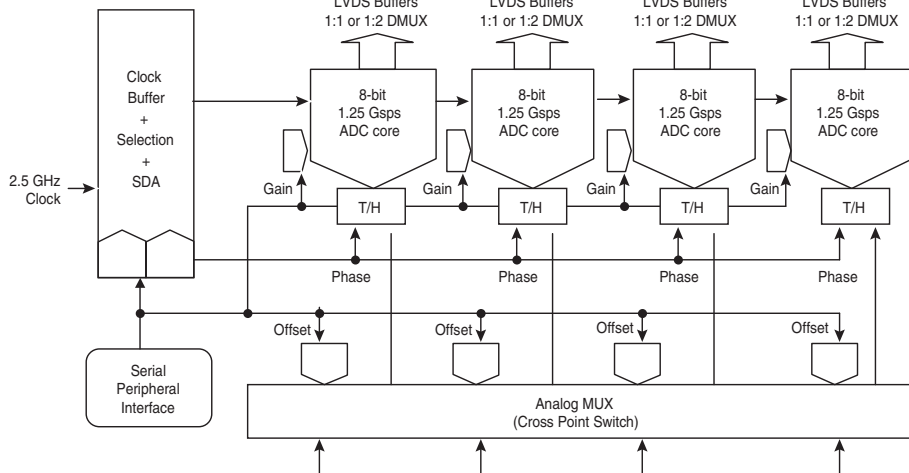 LVDS Buffers
1:1 or 1:2 DMUX
LVDS Buffers
1:1 or 1:2 DMUX
LVDS Buffers
1:1 or 1:2 DMUX
LVDS Buffers
1:1 or 1:2 DMUX
Clock
Buffer
+
Selection
+
SDA
8-bit
1.25 Gsps
ADC core
8-bit
1.25 Gsps
ADC core
8-bit
1.25 Gsps
ADC core
8-bit
1.25 Gsps
ADC core
2.5 GHz
Clock
Gain
Gain
Gain
Gain
T/H
T/H
T/H
T/H
Phase
Phase
Phase
Phase
Offset
Offset
Offset
Offset
Serial
Peripheral
Interface
Analog MUX
(Cross Point Switch)